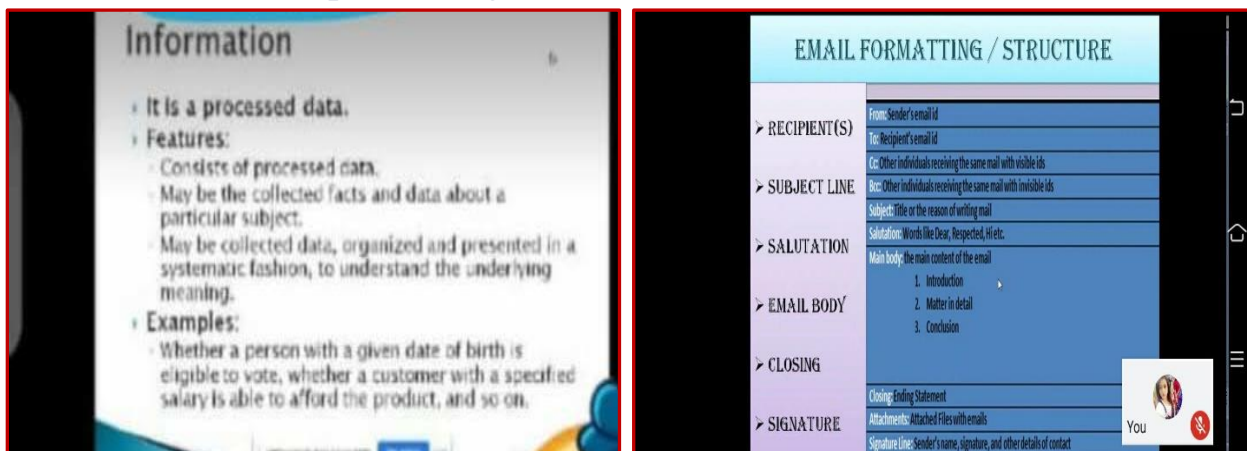 Information
It is a processed data.
Features:
Consists of processed data.
May be the collected facts and data about a
particular subject.
May be collected data, organized and presented in a
systematic fashion, to understand the underlying
meaning.
Examples:
Whether a person with a given date of birth is
eligible to vote, whether a customer with a specified
salary is able to afford the product, and so on.
EMAIL FORMATTING / STRUCTURE
➢ RECIPIENT(S)
➢ SUBJECT LINE
➢ SALUTATION
➢ EMAIL BODY
➢ CLOSING
➢ SIGNATURE
From: Sender's email id
To: Recipient's email id
Cc: Other individuals receiving the same mail with visible ids
Bcc: Other individuals receiving the same mail with invisible ids
Subject: Title or the reason of writing mail
Salutation: Words like Dear, Respected, Hi etc.
Main body: the main content of the email
1. Introduction
2. Matter in detail
3. Conclusion
Closing: Ending Statement
Attachments: Attached Files with emails
Signature Line: Sender's name, signature, and other details of contact
You